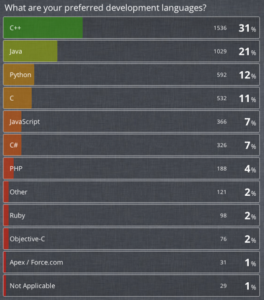 What are your preferred development languages?
C++ 1536 31%
Java 1029 21%
Python 592 12%
C 532 11%
JavaScript 366 7%
C# 326 7%
PHP 188 4%
Other 121 2%
Ruby 98 2%
Objective-C 76 2%
Apex / Force.com 31 1%
Not Applicable 29 1%